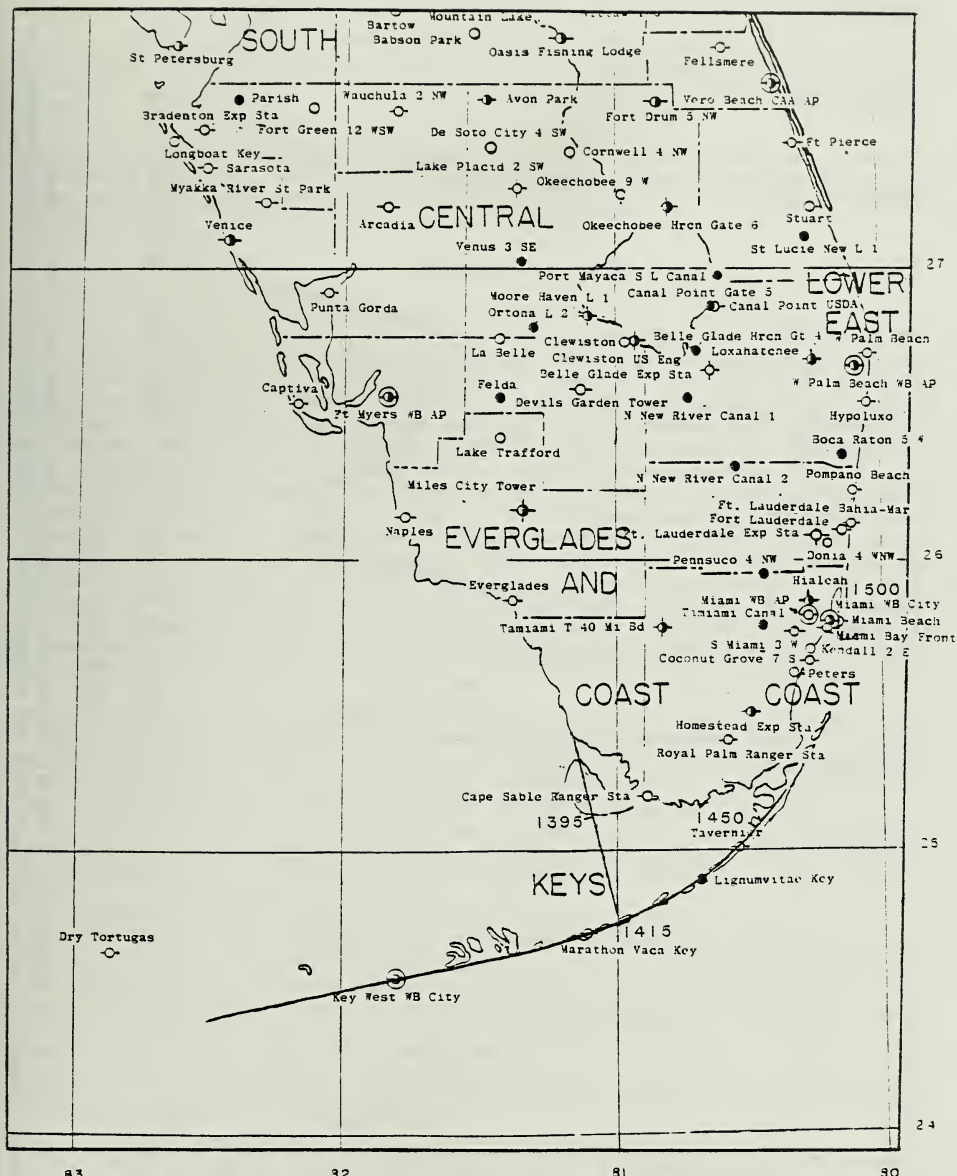 Mountain Lake
Bartow
SOUTH
Babson Park
St Petersburg
Oasis Fishing Lodge
Fellsmere
Parish
Wauchula 2 NW
Avon Park
Vero Beach CAA AP
Bradenton Exp Sta
Fort Drum 5 NW
Fort Green 12 WSW
De Soto City 4 SW
Ft Pierce
Longboat Key
Cornwell 4 NW
Sarasota
Lake Placid 2 SW
Myakka River St Park
Okeechobee 9 W
Venice
Arcadia
CENTRAL
Okeechobee Hrcn Gate 6
Stuart
Venus 3 SE
St Lucie New L 1
27
Port Mayaca S L Canal
LOWER
Punta Gorda
Moore Haven L 1
Canal Point Gate 5
Canal Point USDA
Ortona L 2
EAST
Belle Glade Hrcn Gt 4
W Palm Beach
La Belle
Clewiston
Loxahatchee
Clewiston US Eng
Belle Glade Exp Sta
W Palm Beach WB AP
Captiva
Felda
Devils Garden Tower
Ft Myers WB AP
N New River Canal 1
Hypoluxo
Boca Raton 5 W
Lake Trafford
Miles City Tower
N New River Canal 2
Pompano Beach
Ft. Lauderdale Bahia-Mar
Fort Lauderdale
Naples
EVERGLADES
t. Lauderdale Exp Sta
26
Pennsuco 4 NW
Dania 4 WNW
Everglades
AND
Hialeah
1500
Miami WB AP
Miami WB City
Tamiami Canal
Miami Beach
Tamiami T 40 Mi Bd
Miami Bay Front
S Miami 3 W
Kendall 2 E
Coconut Grove 7 S
Peters
COAST
COAST
Homestead Exp Sta
Royal Palm Ranger Sta
Cape Sable Ranger Sta
1395
1450
Tavernier
25
KEYS
Lignumvitae Key
Dry Tortugas
1415
Marathon Vaca Key
Key West WB City
24
83
82
81
80